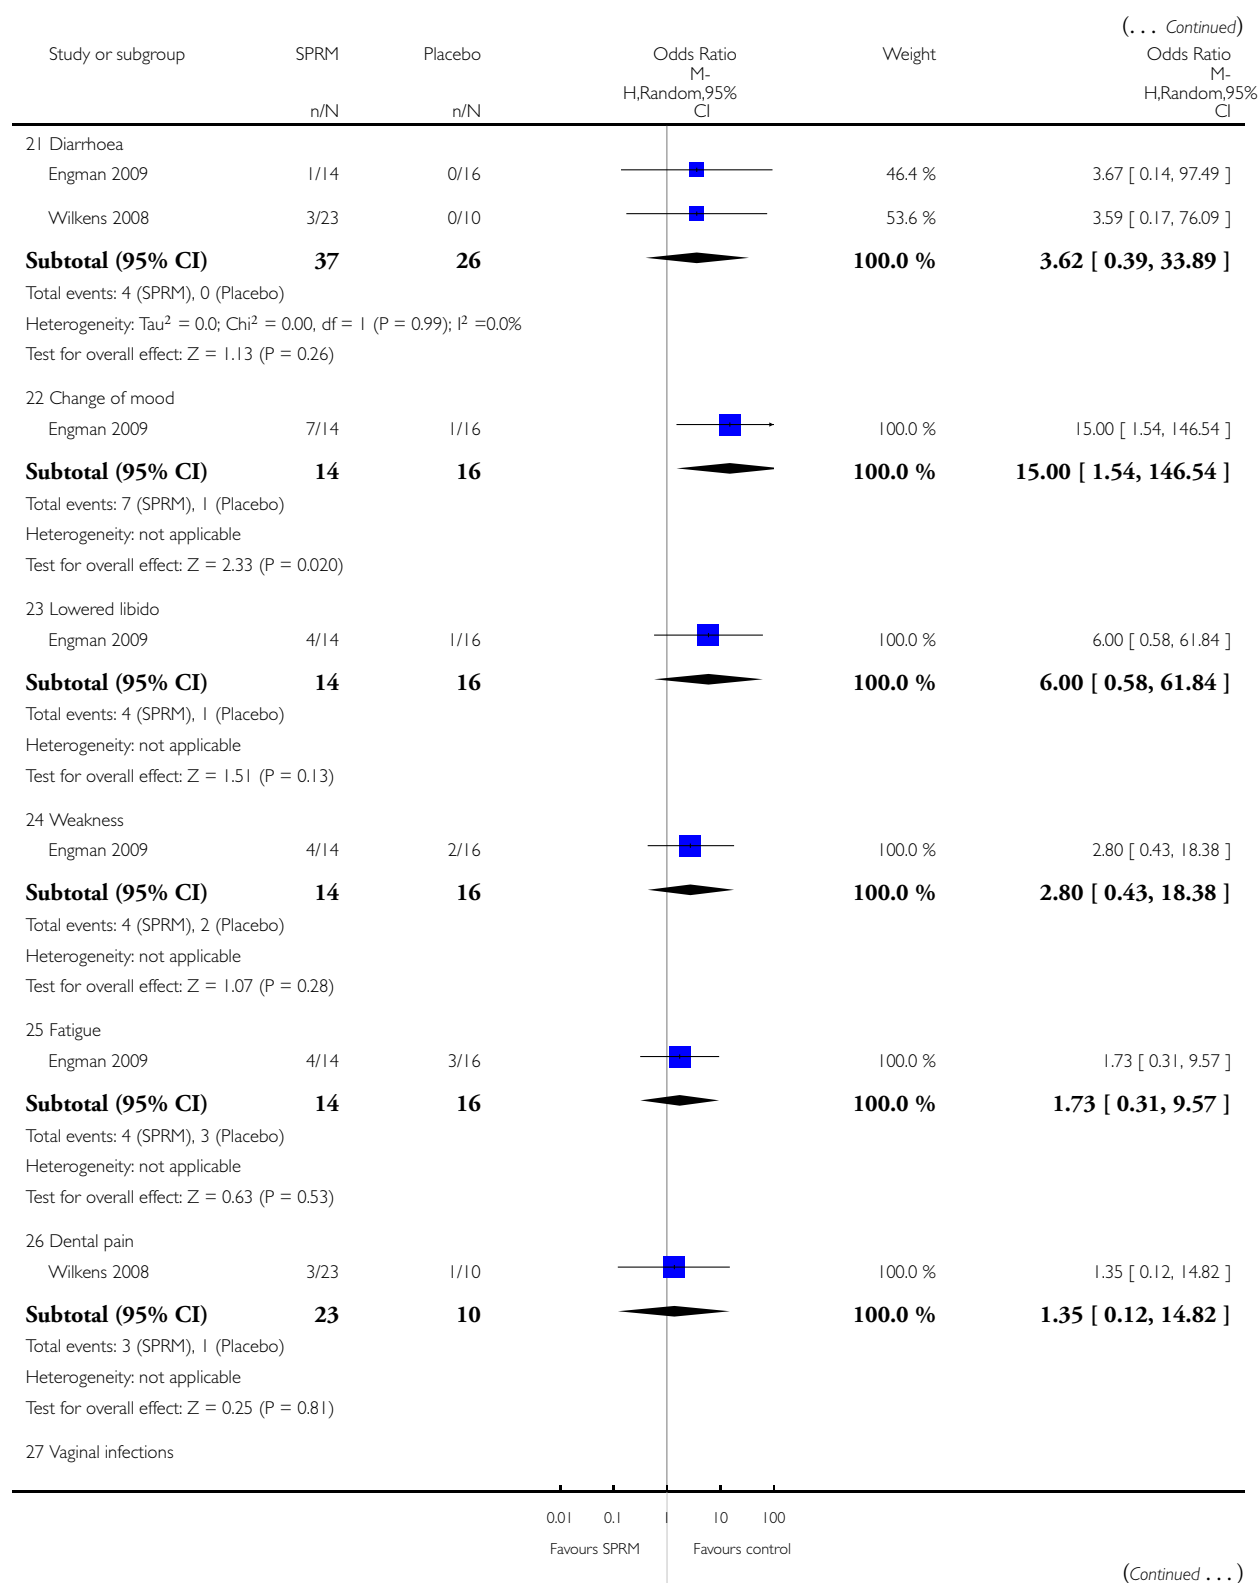 (... Continued)
Study or subgroup SPRM Placebo Odds Ratio Weight Odds Ratio
M- M-
H,Random,95% H,Random,95%
n/N n/N CI CI
21 Diarrhoea
Engman 2009 1/14 0/16 46.4 % 3.67 [ 0.14, 97.49 ]
Wilkens 2008 3/23 0/10 53.6 % 3.59 [ 0.17, 76.09 ]
Subtotal (95% CI) 37 26 100.0 % 3.62 [ 0.39, 33.89 ]
Total events: 4 (SPRM), 0 (Placebo)
Heterogeneity: Tau² = 0.0; Chi² = 0.00, df = 1 (P = 0.99); I² =0.0%
Test for overall effect: Z = 1.13 (P = 0.26)
22 Change of mood
Engman 2009 7/14 1/16 100.0 % 15.00 [ 1.54, 146.54 ]
Subtotal (95% CI) 14 16 100.0 % 15.00 [ 1.54, 146.54 ]
Total events: 7 (SPRM), 1 (Placebo)
Heterogeneity: not applicable
Test for overall effect: Z = 2.33 (P = 0.020)
23 Lowered libido
Engman 2009 4/14 1/16 100.0 % 6.00 [ 0.58, 61.84 ]
Subtotal (95% CI) 14 16 100.0 % 6.00 [ 0.58, 61.84 ]
Total events: 4 (SPRM), 1 (Placebo)
Heterogeneity: not applicable
Test for overall effect: Z = 1.51 (P = 0.13)
24 Weakness
Engman 2009 4/14 2/16 100.0 % 2.80 [ 0.43, 18.38 ]
Subtotal (95% CI) 14 16 100.0 % 2.80 [ 0.43, 18.38 ]
Total events: 4 (SPRM), 2 (Placebo)
Heterogeneity: not applicable
Test for overall effect: Z = 1.07 (P = 0.28)
25 Fatigue
Engman 2009 4/14 3/16 100.0 % 1.73 [ 0.31, 9.57 ]
Subtotal (95% CI) 14 16 100.0 % 1.73 [ 0.31, 9.57 ]
Total events: 4 (SPRM), 3 (Placebo)
Heterogeneity: not applicable
Test for overall effect: Z = 0.63 (P = 0.53)
26 Dental pain
Wilkens 2008 3/23 1/10 100.0 % 1.35 [ 0.12, 14.82 ]
Subtotal (95% CI) 23 10 100.0 % 1.35 [ 0.12, 14.82 ]
Total events: 3 (SPRM), 1 (Placebo)
Heterogeneity: not applicable
Test for overall effect: Z = 0.25 (P = 0.81)
27 Vaginal infections
0.01 0.1 1 10 100
Favours SPRM Favours control
(Continued ...)